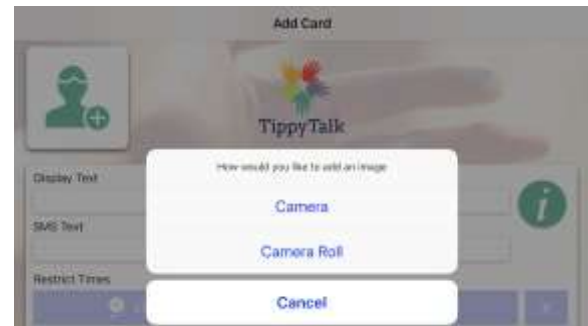 Add Card
TippyTalk
How would you like to add an image
Display Text
Camera
SMS Text
Camera Roll
Restrict Times
Cancel